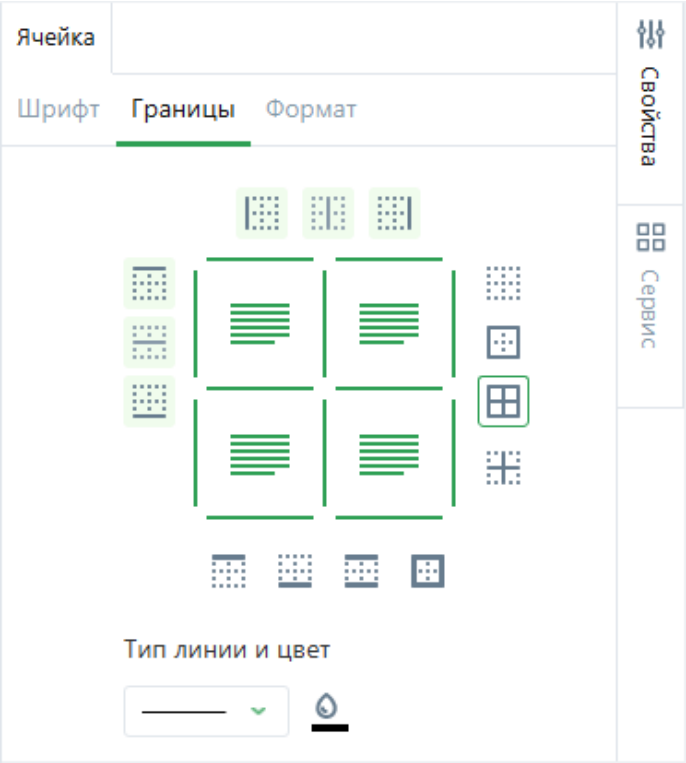 Ячейка
Шрифт Границы Формат
Тип линии и цвет
Свойства
Сервис